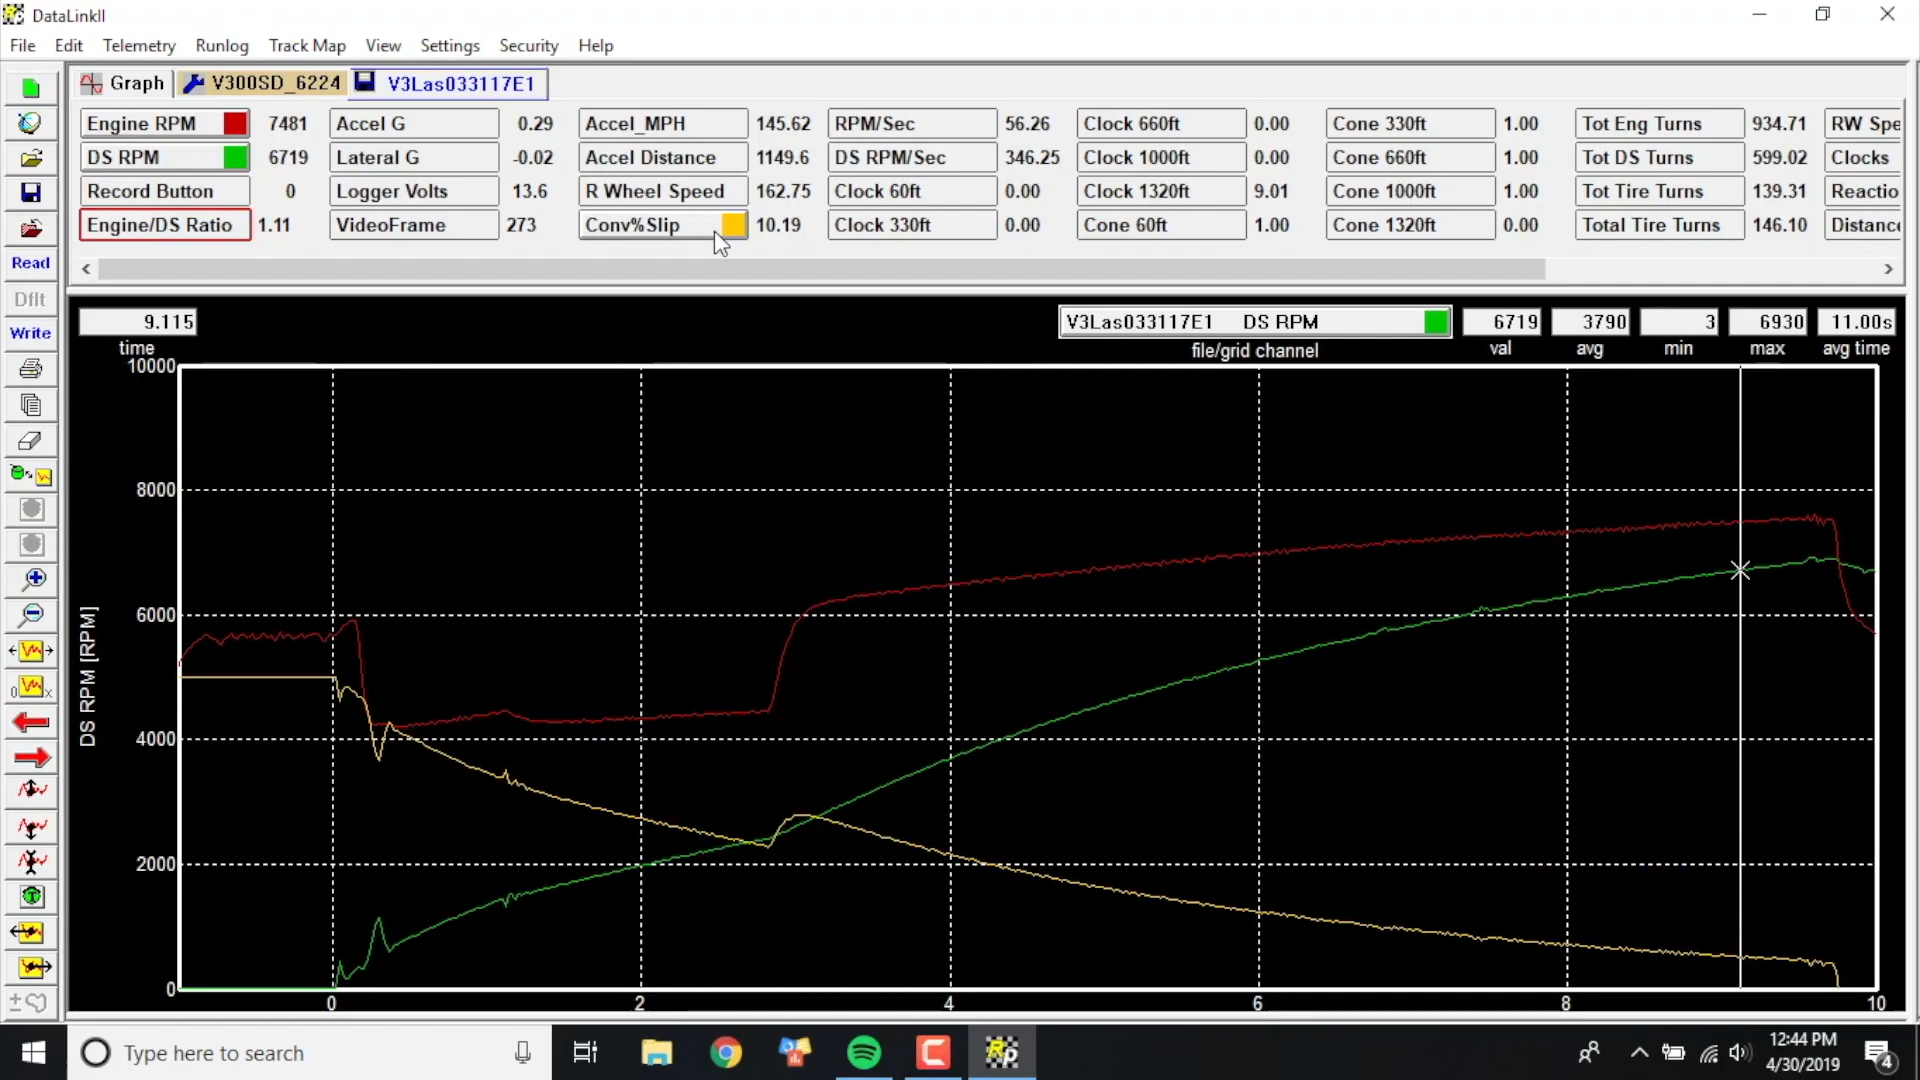 DataLinkII
File Edit Telemetry Runlog Track Map View Settings Security Help
Graph V300SD_6224 V3Las033117E1
Engine RPM 7481 Accel G 0.29 Accel_MPH 145.62 RPM/Sec 56.26 Clock 660ft 0.00 Cone 330ft 1.00 Tot Eng Turns 934.71 RW Spe
DS RPM 6719 Lateral G -0.02 Accel Distance 1149.6 DS RPM/Sec 346.25 Clock 1000ft 0.00 Cone 660ft 1.00 Tot DS Turns 599.02 Clocks
Record Button 0 Logger Volts 13.6 R Wheel Speed 162.75 Clock 60ft 0.00 Clock 1320ft 9.01 Cone 1000ft 1.00 Tot Tire Turns 139.31 Reactio
Engine/DS Ratio 1.11 VideoFrame 273 Conv%Slip 10.19 Clock 330ft 0.00 Cone 60ft 1.00 Cone 1320ft 0.00 Total Tire Turns 146.10 Distanc
Read
Dflt
Write
9.115 V3Las033117E1 DS RPM 6719 3790 3 6930 11.00s
time file/grid channel val avg min max avg time
10000
8000
6000
4000
2000
0
DS RPM [RPM]
0 2 4 6 8 10
Type here to search
12:44 PM
4/30/2019
4